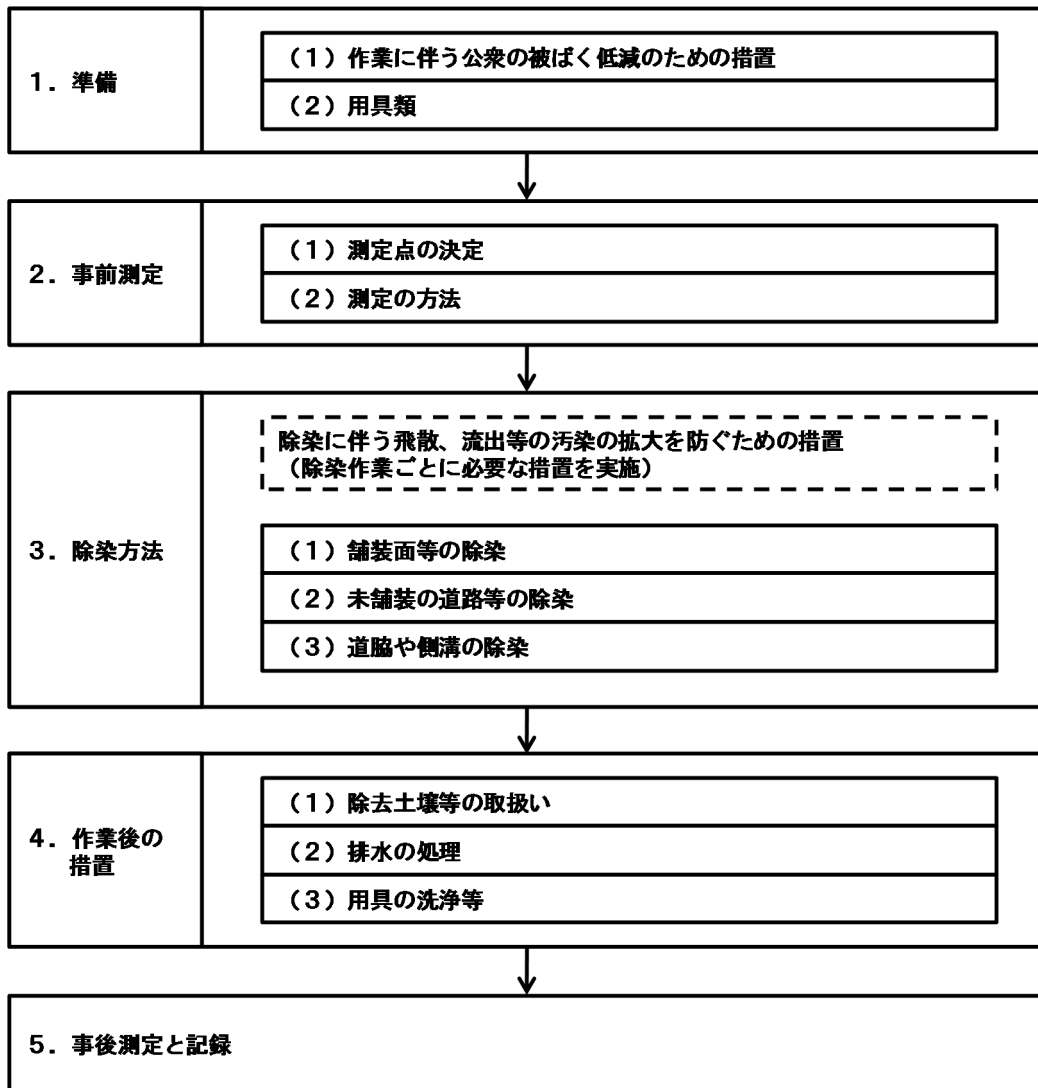 1．準備
（1）作業に伴う公衆の被ばく低減のための措置
（2）用具類
2．事前測定
（1）測定点の決定
（2）測定の方法
3．除染方法
除染に伴う飛散、流出等の汚染の拡大を防ぐための措置
（除染作業ごとに必要な措置を実施）
（1）舗装面等の除染
（2）未舗装の道路等の除染
（3）道脇や側溝の除染
4．作業後の
措置
（1）除去土壌等の取扱い
（2）排水の処理
（3）用具の洗浄等
5．事後測定と記録